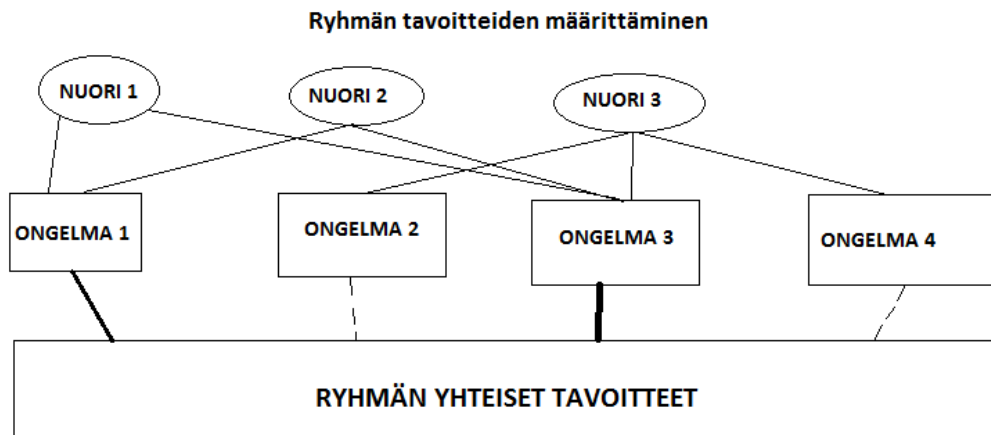 Ryhmän tavoitteiden määrittäminen
NUORI 1
NUORI 2
NUORI 3
ONGELMA 1
ONGELMA 2
ONGELMA 3
ONGELMA 4
RYHMÄN YHTEISET TAVOITTEET